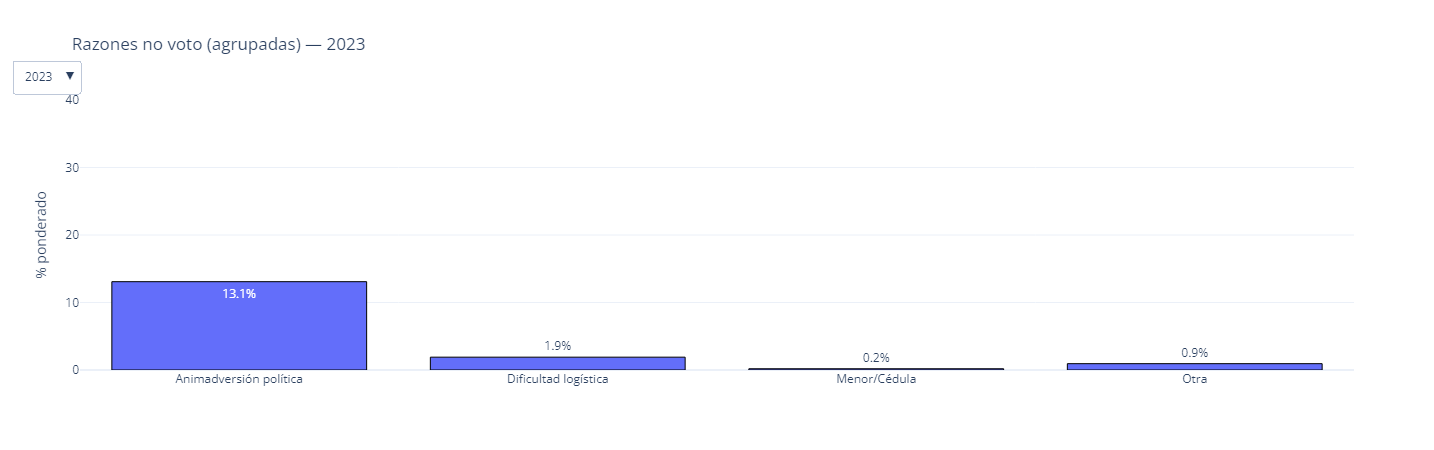 Razones no voto (agrupadas) — 2023
2023 ▼
40
30
20
10
0
% ponderado
13.1%
1.9%
0.2%
0.9%
Animadversión política
Dificultad logística
Menor/Cédula
Otra